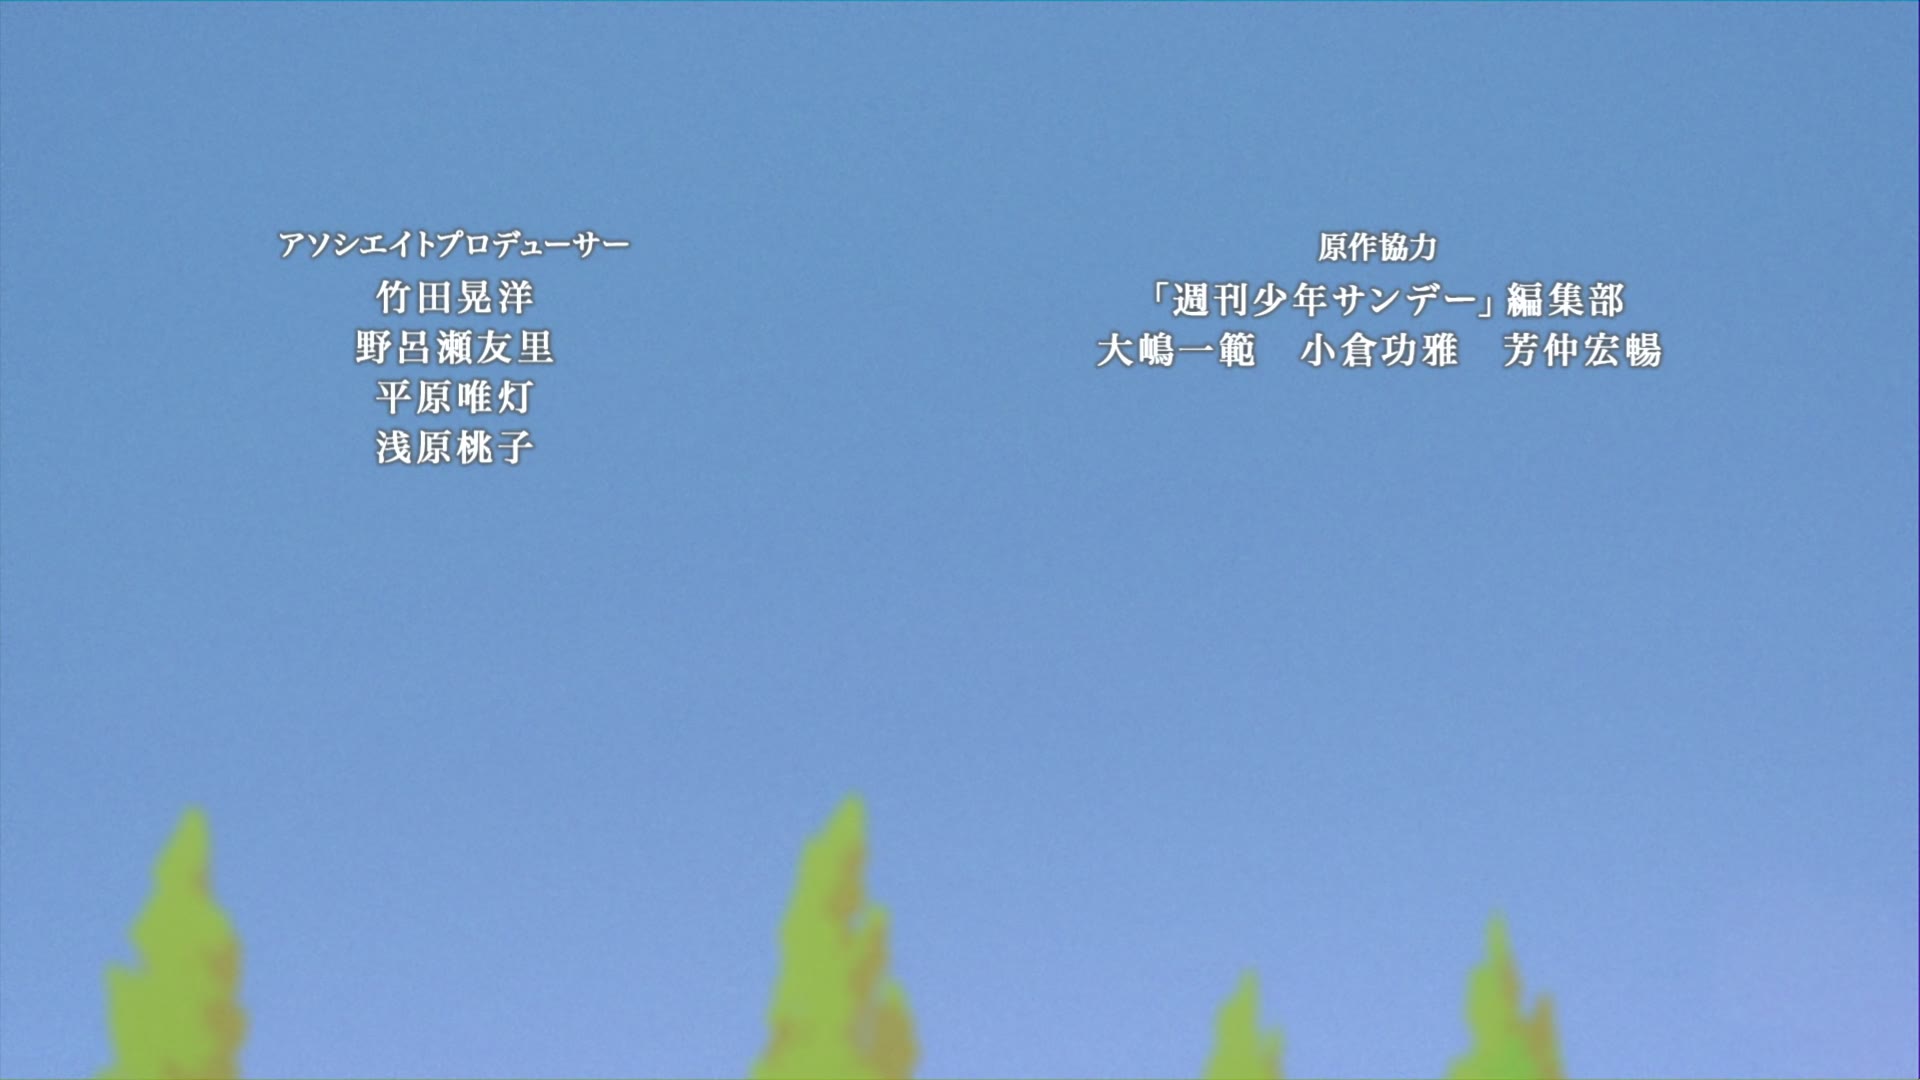 アソシエイトプロデューサー
竹田晃洋
野呂瀬友里
平原唯灯
浅原桃子
原作協力
「週刊少年サンデー」編集部
大嶋一範　小倉功雅　芳仲宏暢